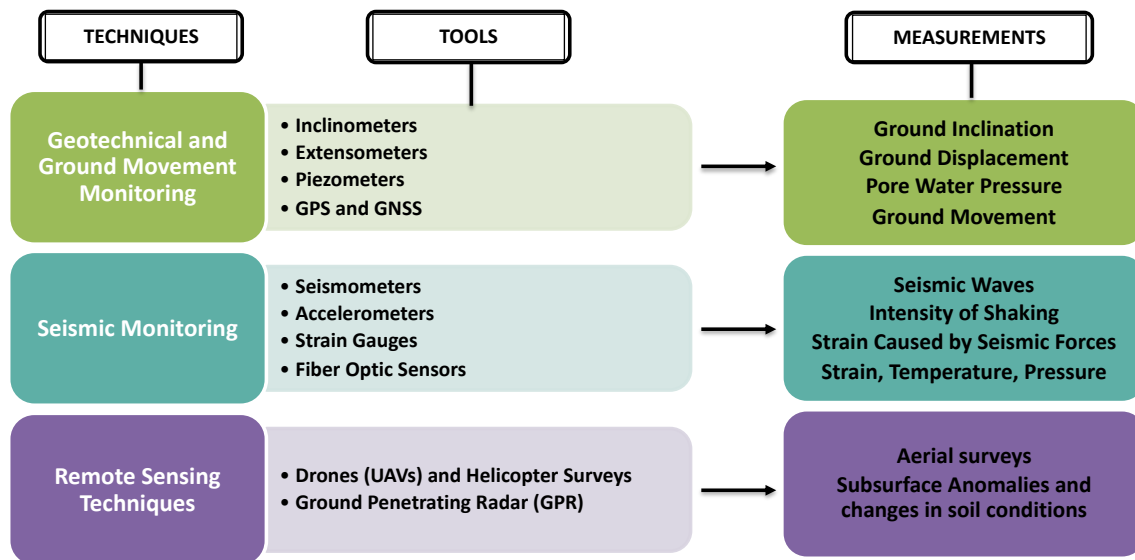 TECHNIQUES
TOOLS
MEASUREMENTS
Geotechnical and
Ground Movement
Monitoring
• Inclinometers
• Extensometers
• Piezometers
• GPS and GNSS
Ground Inclination
Ground Displacement
Pore Water Pressure
Ground Movement
Seismic Monitoring
• Seismometers
• Accelerometers
• Strain Gauges
• Fiber Optic Sensors
Seismic Waves
Intensity of Shaking
Strain Caused by Seismic Forces
Strain, Temperature, Pressure
Remote Sensing
Techniques
• Drones (UAVs) and Helicopter Surveys
• Ground Penetrating Radar (GPR)
Aerial surveys
Subsurface Anomalies and
changes in soil conditions